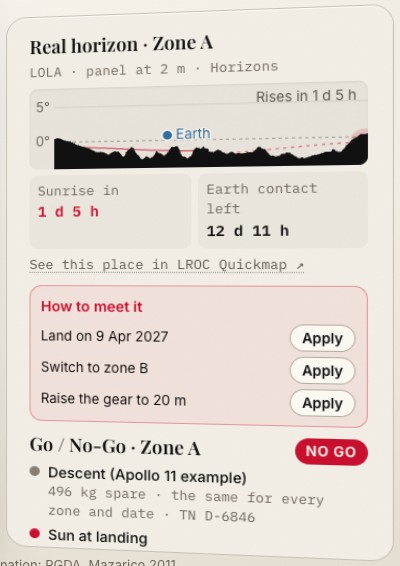 Real horizon · Zone A
LOLA · panel at 2 m · Horizons
Rises in 1 d 5 h
5°
0°
Earth
Sunrise in
1 d 5 h
Earth contact
left
12 d 11 h
See this place in LROC Quickmap ↗
How to meet it
Land on 9 Apr 2027
Apply
Switch to zone B
Apply
Raise the gear to 20 m
Apply
Go / No-Go · Zone A
NO GO
Descent (Apollo 11 example)
496 kg spare · the same for every
zone and date · TN D-6846
Sun at landing
nation: PGDA, Mazarico 2011